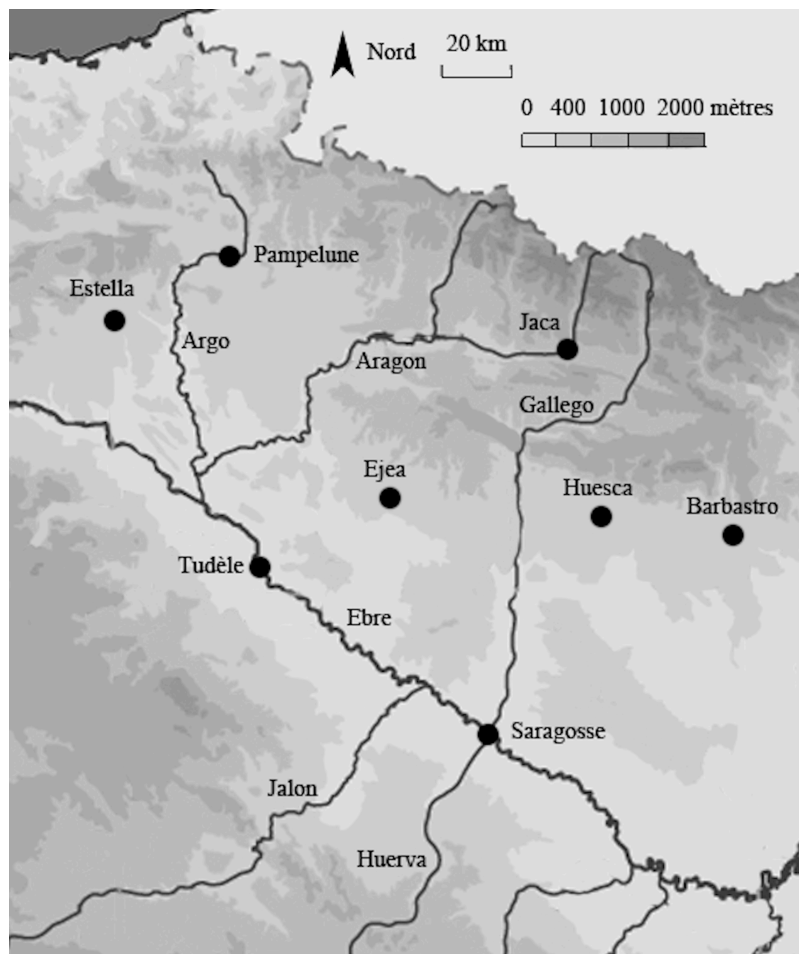 Nord
20 km
0 400 1000 2000 mètres
Pampelune
Estella
Jaca
Argo
Aragon
Gallego
Ejea
Huesca
Barbastro
Tudèle
Ebre
Saragosse
Jalon
Huerva